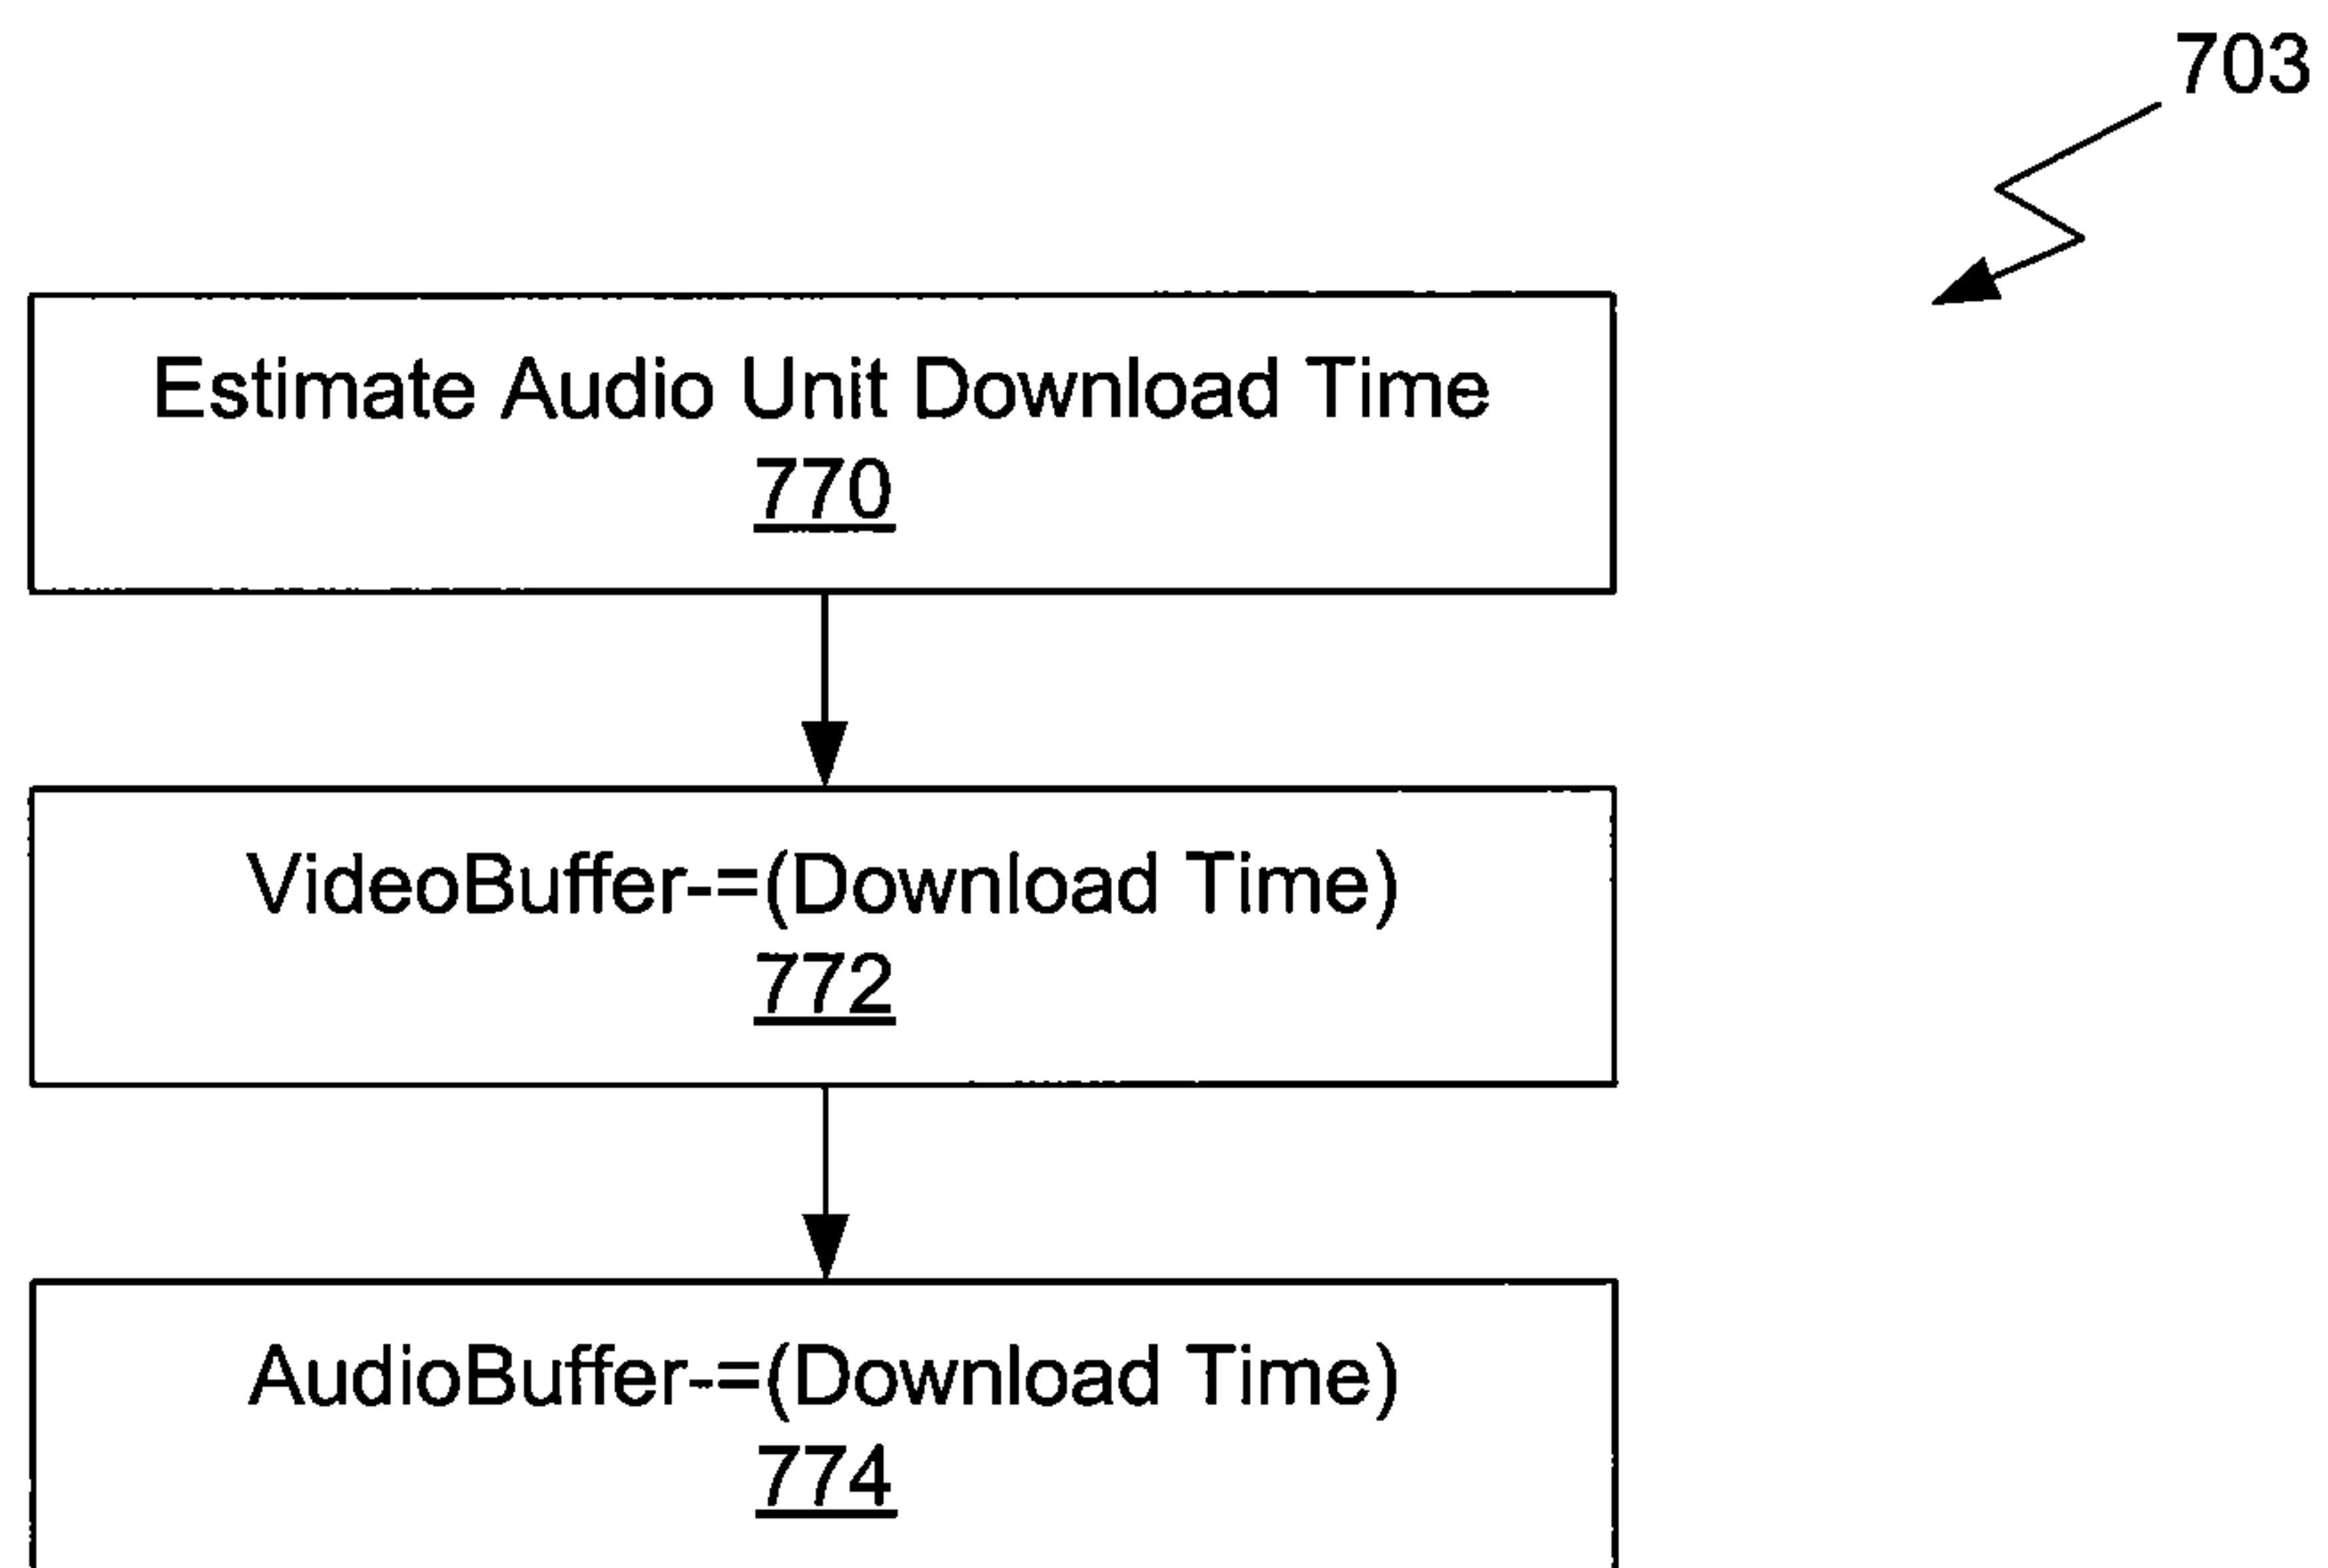 703
Estimate Audio Unit Download Time
770
VideoBuffer-=(Download Time)
772
AudioBuffer-=(Download Time)
774